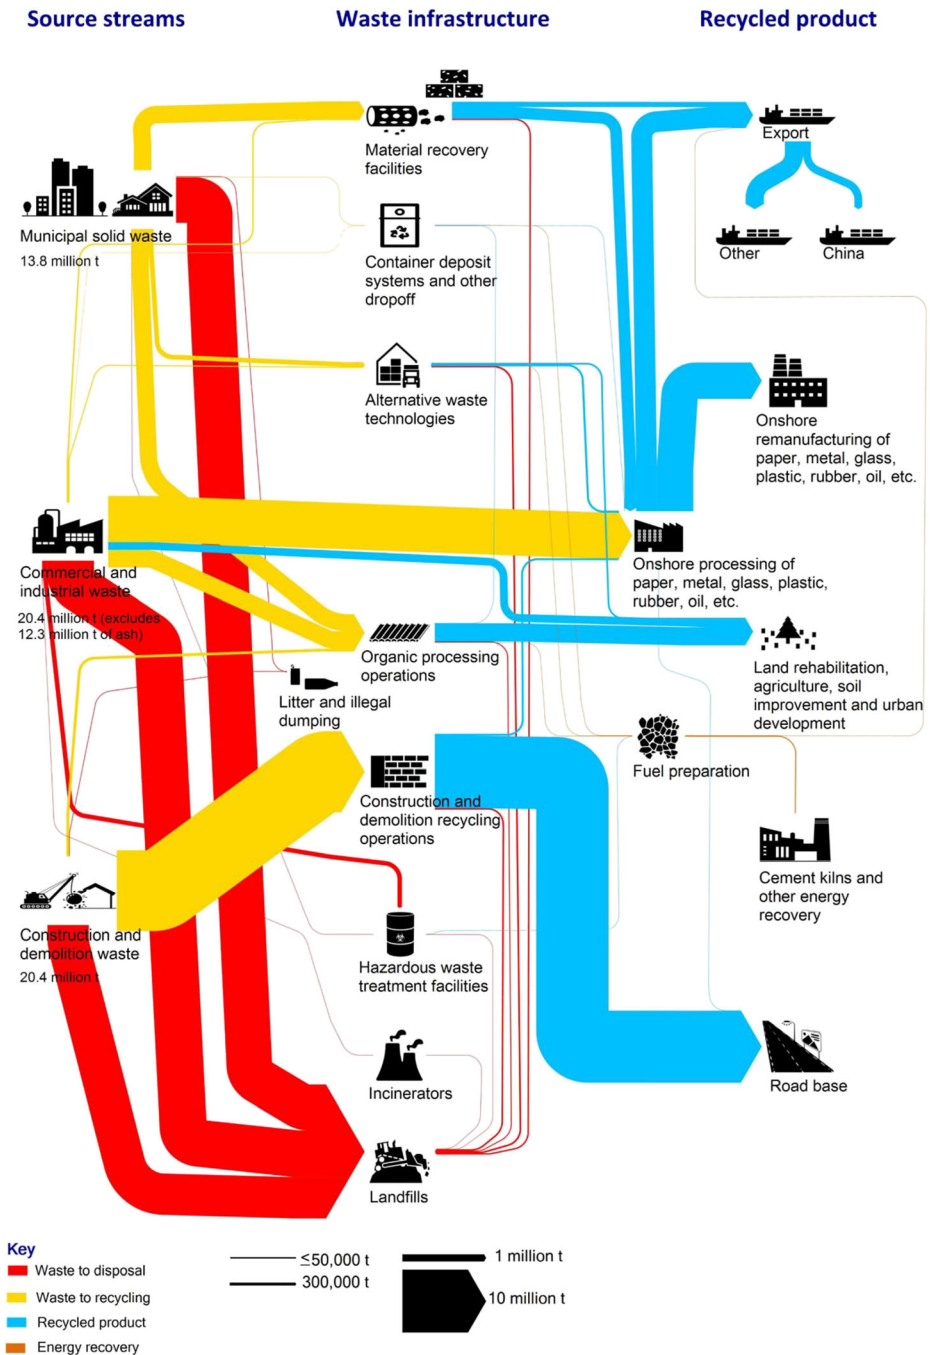 Source streams
Waste infrastructure
Recycled product
Material recovery
facilities
Export
Municipal solid waste
13.8 million t
Container deposit
systems and other
dropoff
Other
China
Alternative waste
technologies
Onshore
remanufacturing of
paper, metal, glass,
plastic, rubber, oil, etc.
Commercial and
industrial waste
20.4 million t (excludes
12.3 million t of ash)
Onshore processing of
paper, metal, glass, plastic,
rubber, oil, etc.
Organic processing
operations
Land rehabilitation,
agriculture, soil
improvement and urban
development
Litter and illegal
dumping
Fuel preparation
Construction and
demolition recycling
operations
Cement kilns and
other energy
recovery
Construction and
demolition waste
20.4 million t
Hazardous waste
treatment facilities
Incinerators
Road base
Landfills
Key
Waste to disposal
Waste to recycling
Recycled product
Energy recovery
≤50,000 t
300,000 t
1 million t
10 million t